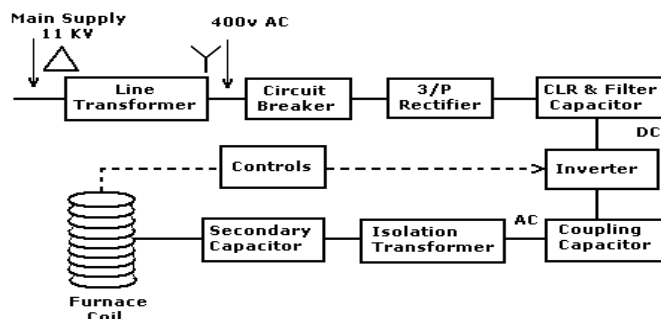 Main Supply
11 KV
400v AC
Line
Transformer
Circuit
Breaker
3/P
Rectifier
CLR & Filter
Capacitor
DC
Controls
Inverter
Secondary
Capacitor
Isolation
Transformer
AC
Coupling
Capacitor
Furnace
Coil